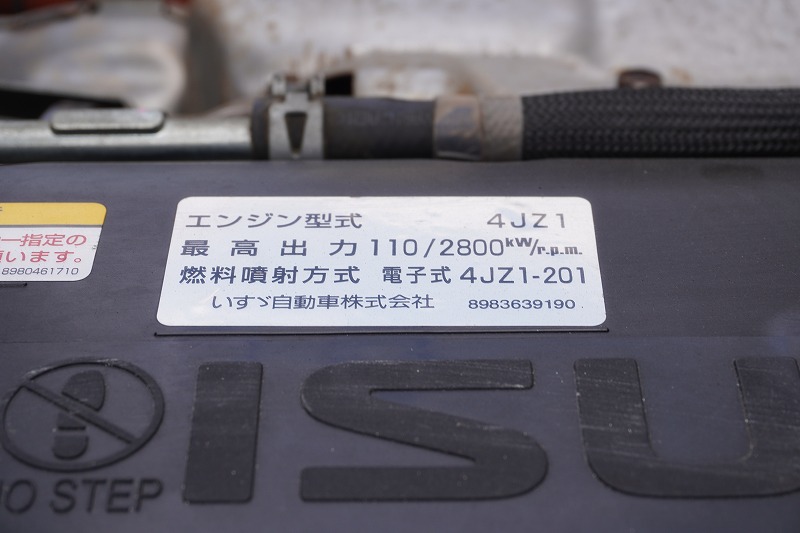 エンジン型式 4JZ1
最高出力 110/2800kW/r.p.m.
燃料噴射方式 電子式 4JZ1-201
いすゞ自動車株式会社 8983639190
一指定の
います。
8980461710
ISU
NO STEP